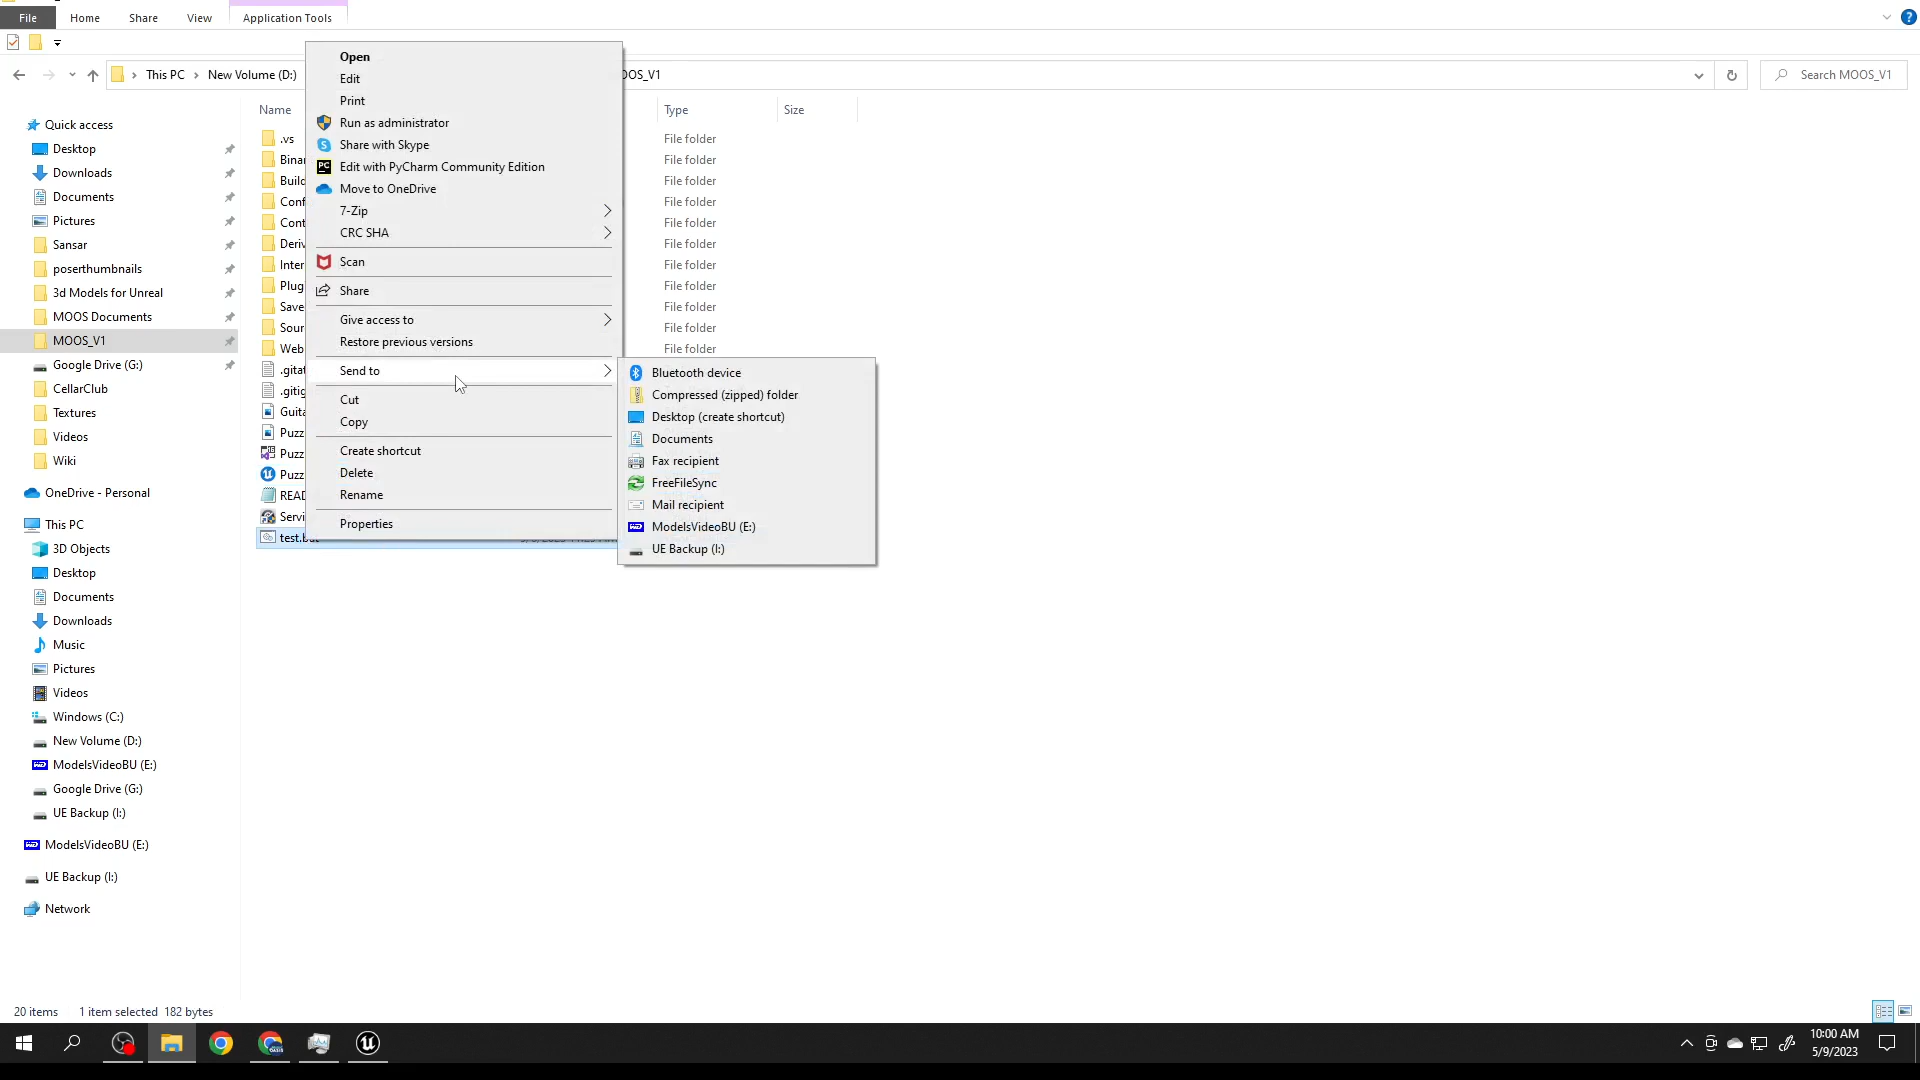 File Home Share View Application Tools
This PC New Volume (D:) OOS_V1 Search MOOS_V1
Name Type Size
Quick access
Desktop
Downloads
Documents
Pictures
Sansar
poserthumbnails
3d Models for Unreal
MOOS Documents
MOOS_V1
Google Drive (G:)
CellarClub
Textures
Videos
Wiki
OneDrive - Personal
This PC
3D Objects
Desktop
Documents
Downloads
Music
Pictures
Videos
Windows (C:)
New Volume (D:)
ModelsVideoBU (E:)
Google Drive (G:)
UE Backup (I:)
ModelsVideoBU (E:)
UE Backup (I:)
Network
.vs File folder
Binar File folder
Build File folder
Conf File folder
Cont File folder
Deriv File folder
Inter File folder
Plug File folder
Save File folder
Sour File folder
Web File folder
.gitat
.gitig
Guita
Puzz
Puzz
Puzz
READ
Servi
Open
Edit
Print
Run as administrator
Share with Skype
PC Edit with PyCharm Community Edition
Move to OneDrive
7-Zip
CRC SHA
Scan
Share
Give access to
Restore previous versions
Send to
Cut
Copy
Create shortcut
Delete
Rename
Properties
Bluetooth device
Compressed (zipped) folder
Desktop (create shortcut)
Documents
Fax recipient
FreeFileSync
Mail recipient
ModelsVideoBU (E:)
UE Backup (I:)
20 items 1 item selected 182 bytes
10:00 AM
5/9/2023